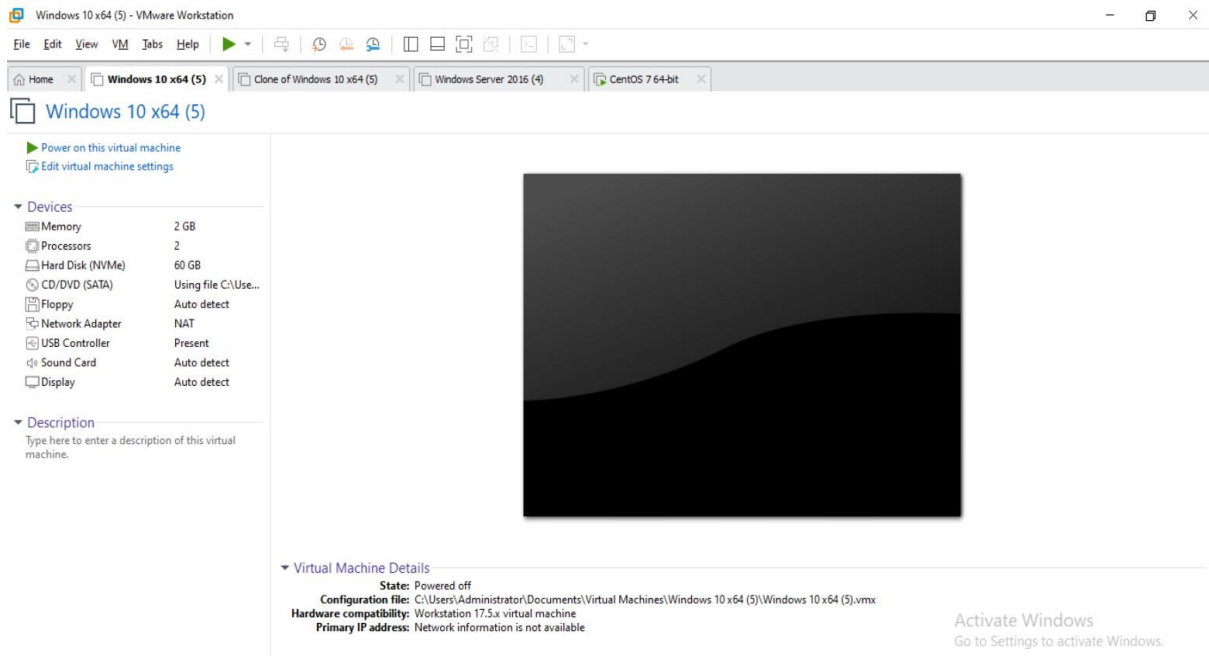 Windows 10 x64 (5) - VMware Workstation
File Edit View VM Tabs Help
Home Windows 10 x64 (5) Clone of Windows 10 x64 (5) Windows Server 2016 (4) CentOS 7 64-bit
Windows 10 x64 (5)
Power on this virtual machine
Edit virtual machine settings
Devices
Memory 2 GB
Processors 2
Hard Disk (NVMe) 60 GB
CD/DVD (SATA) Using file C:\Use...
Floppy Auto detect
Network Adapter NAT
USB Controller Present
Sound Card Auto detect
Display Auto detect
Description
Type here to enter a description of this virtual
machine.
Virtual Machine Details
State: Powered off
Configuration file: C:\Users\Administrator\Documents\Virtual Machines\Windows 10 x64 (5)\Windows 10 x64 (5).vmx
Hardware compatibility: Workstation 17.5.x virtual machine
Primary IP address: Network information is not available
Activate Windows
Go to Settings to activate Windows.